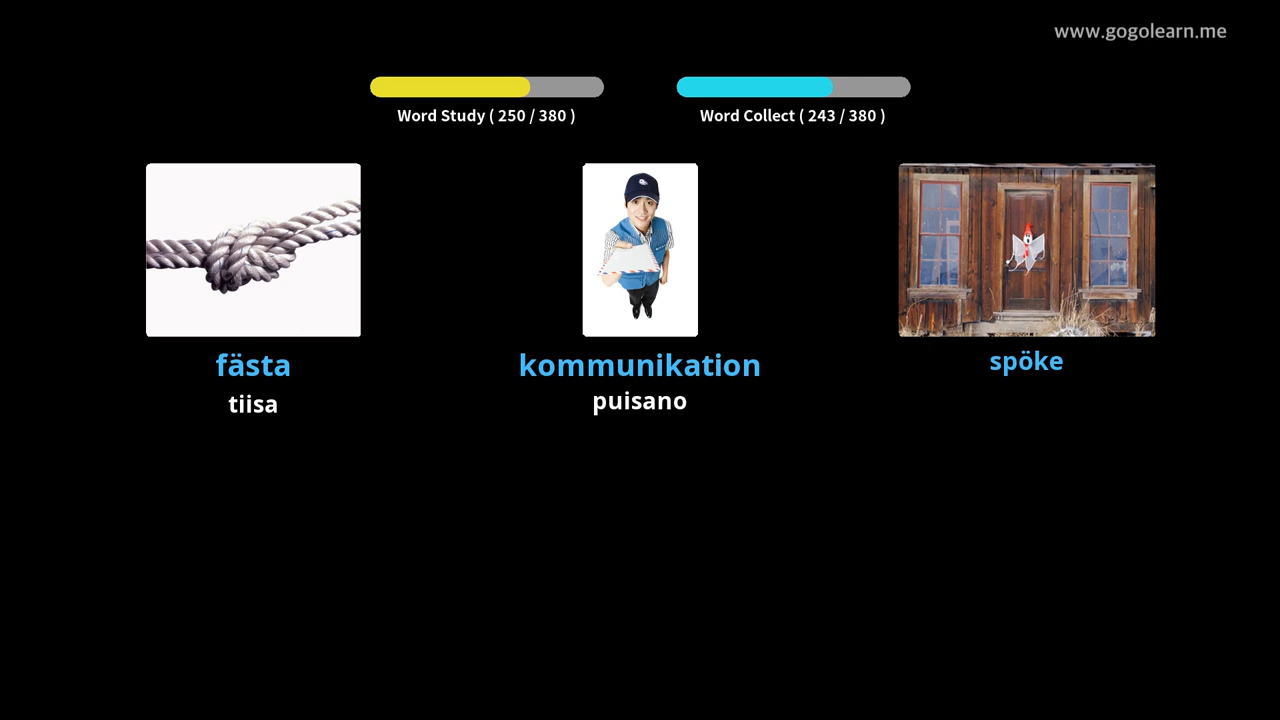 www.gogolearn.me
Word Study ( 250 / 380 )
Word Collect ( 243 / 380 )
fästa
kommunikation
spöke
tiisa
puisano